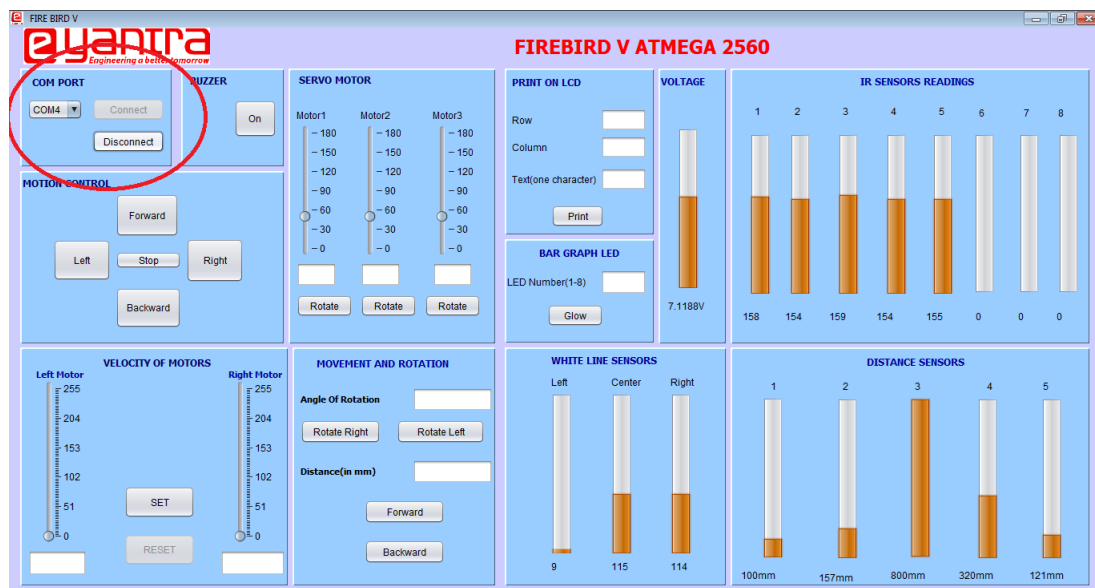 FIRE BIRD V
e yantra
Engineering a better tomorrow
FIREBIRD V ATMEGA 2560
COM PORT
COM4
Connect
Disconnect
BUZZER
On
MOTION CONTROL
Forward
Left
Stop
Right
Backward
SERVO MOTOR
Motor1 Motor2 Motor3
180 180 180
150 150 150
120 120 120
90 90 90
60 60 60
30 30 30
0 0 0
Rotate Rotate Rotate
PRINT ON LCD
Row
Column
Text(one character)
Print
BAR GRAPH LED
LED Number(1-8)
Glow
VOLTAGE
7.1188V
IR SENSORS READINGS
1 2 3 4 5 6 7 8
158 154 159 154 155 0 0 0
VELOCITY OF MOTORS
Left Motor Right Motor
255 255
204 204
153 153
102 102
51 51
0 0
SET
RESET
MOVEMENT AND ROTATION
Angle Of Rotation
Rotate Right Rotate Left
Distance(in mm)
Forward
Backward
WHITE LINE SENSORS
Left Center Right
9 115 114
DISTANCE SENSORS
1 2 3 4 5
100mm 157mm 800mm 320mm 121mm